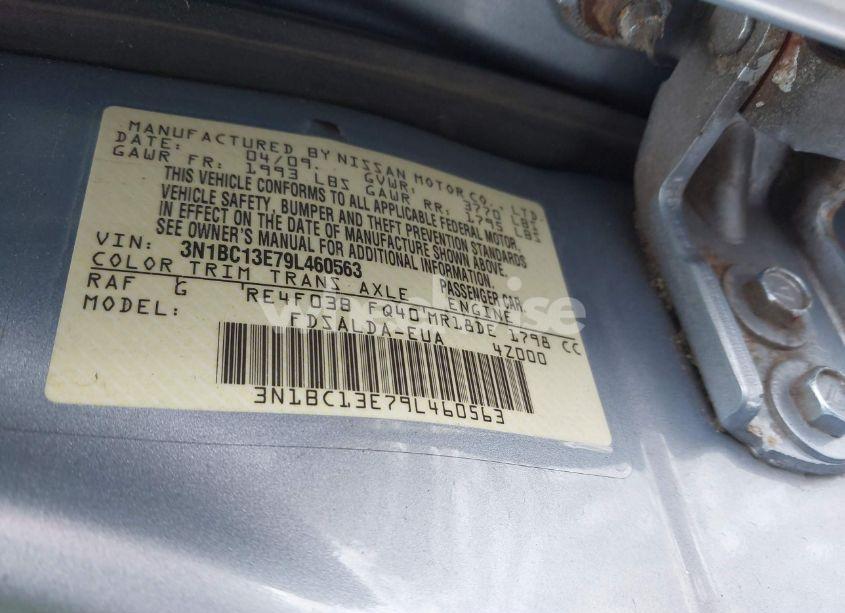 MANUFACTURED BY NISSAN MOTOR CO., LTD.
DATE: 04/09 GVWR: 3770 LBS
GAWR FR: 1993 LBS GAWR RR: 1795 LBS
THIS VEHICLE CONFORMS TO ALL APPLICABLE FEDERAL MOTOR
VEHICLE SAFETY, BUMPER AND THEFT PREVENTION STANDARDS
IN EFFECT ON THE DATE OF MANUFACTURE SHOWN ABOVE.
SEE OWNER'S MANUAL FOR ADDITIONAL INFORMATION.
VIN: 3N1BC13E79L460563 PASSENGER CAR
COLOR TRIM TRANS AXLE ENGINE
RAF G RE4F03B FQ40 MR18DE 1798 CC
MODEL: FDSALDA-EUA 4Z000
3N1BC13E79L460563